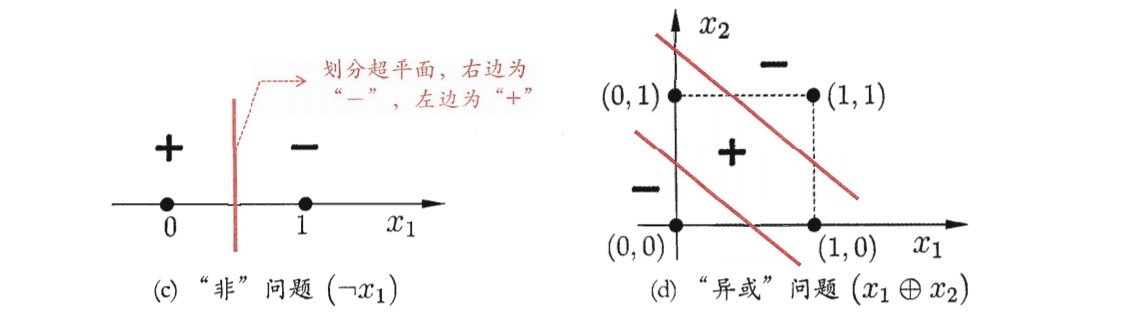 划分超平面，右边为
“−”，左边为“+”
+
−
0
1
x₁
(c) “非”问题 (¬x₁)
x₂
−
(0,1)
(1,1)
+
−
(0,0)
(1,0)
x₁
(d) “异或”问题 (x₁ ⊕ x₂)